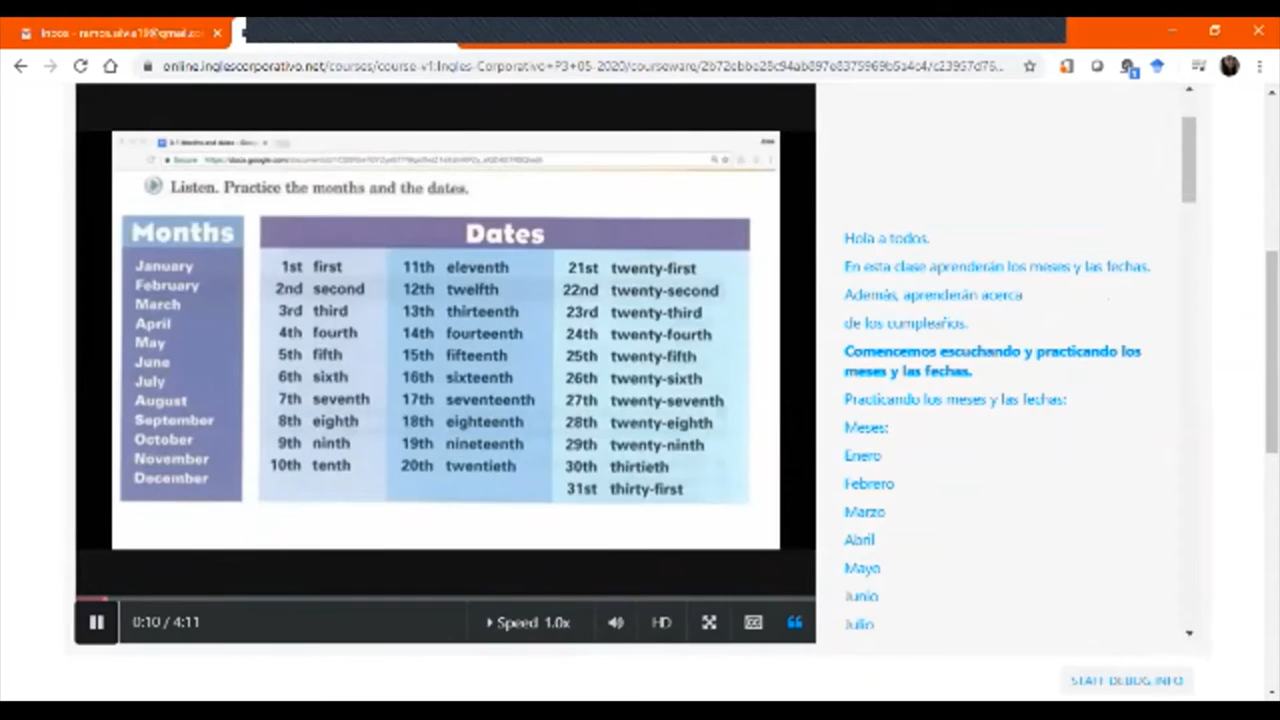 Listen. Practice the months and the dates.
Months
January
February
March
April
May
June
July
August
September
October
November
December
Dates
1st first
2nd second
3rd third
4th fourth
5th fifth
6th sixth
7th seventh
8th eighth
9th ninth
10th tenth
11th eleventh
12th twelfth
13th thirteenth
14th fourteenth
15th fifteenth
16th sixteenth
17th seventeenth
18th eighteenth
19th nineteenth
20th twentieth
21st twenty-first
22nd twenty-second
23rd twenty-third
24th twenty-fourth
25th twenty-fifth
26th twenty-sixth
27th twenty-seventh
28th twenty-eighth
29th twenty-ninth
30th thirtieth
31st thirty-first
0:10 / 4:11
Speed 1.0x
HD
Hola a todos.
En esta clase aprenderán los meses y las fechas.
Además, aprenderán acerca
de los cumpleaños.
Comencemos escuchando y practicando los
meses y las fechas.
Practicando los meses y las fechas:
Meses:
Enero
Febrero
Marzo
Abril
Mayo
Junio
Julio
STAFF DEBUG INFO